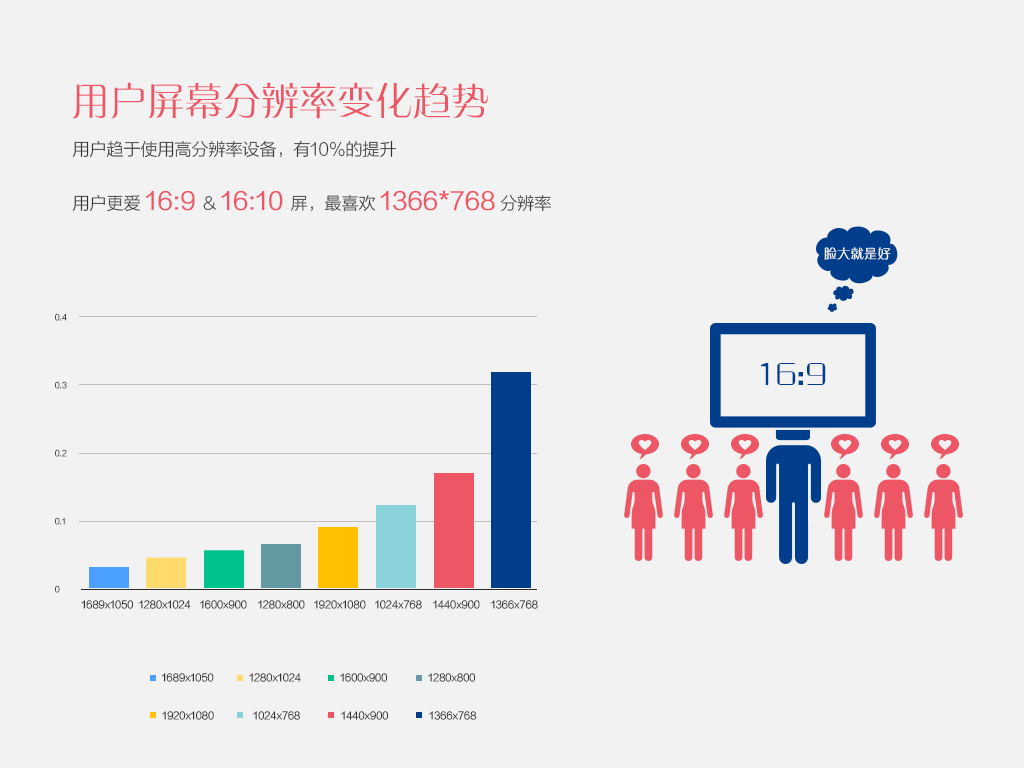 用户屏幕分辨率变化趋势
用户趋于使用高分辨率设备，有10%的提升
用户更爱 16:9 & 16:10 屏，最喜欢 1366*768 分辨率
脸大就是好
16:9
0.4
0.3
0.2
0.1
0
1689x1050 1280x1024 1600x900 1280x800 1920x1080 1024x768 1440x900 1366x768
1689x1050 1280x1024 1600x900 1280x800
1920x1080 1024x768 1440x900 1366x768